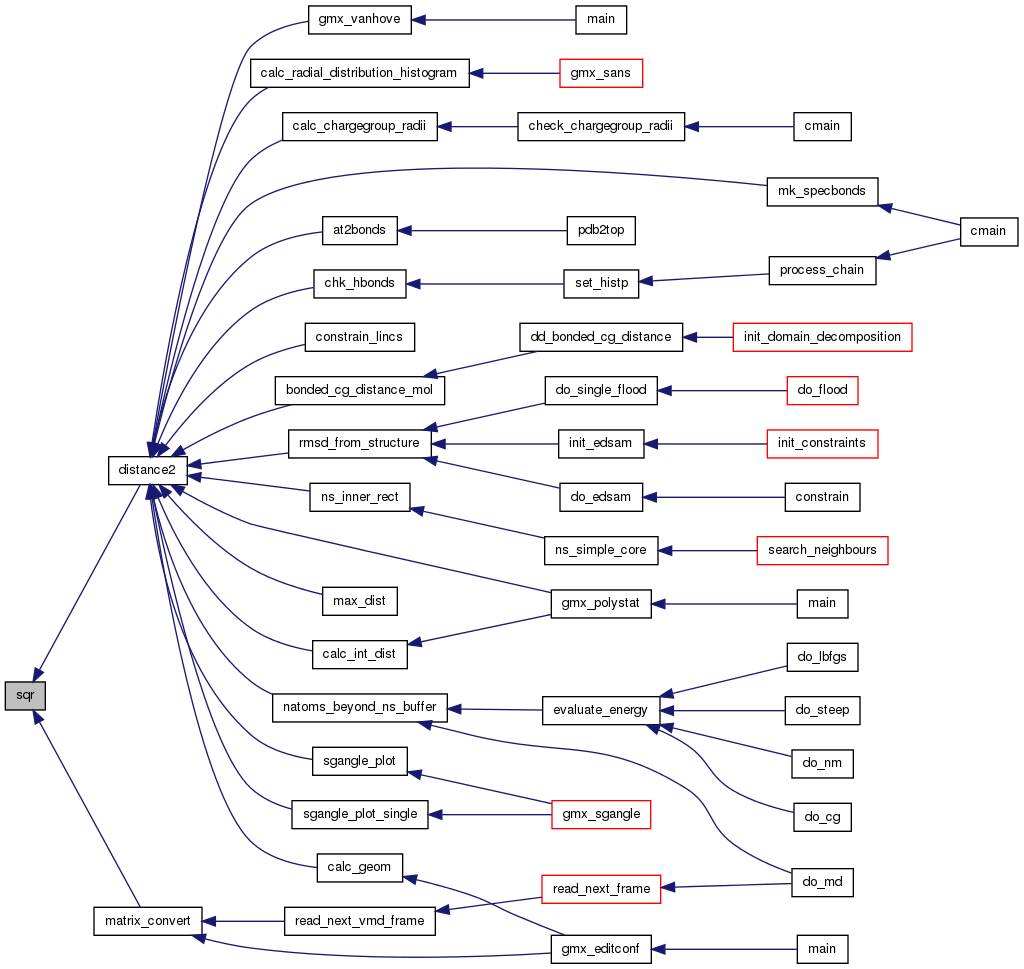 gmx_vanhove
main
calc_radial_distribution_histogram
gmx_sans
calc_chargegroup_radii
check_chargegroup_radii
cmain
mk_specbonds
at2bonds
pdb2top
cmain
chk_hbonds
set_histp
process_chain
constrain_lincs
dd_bonded_cg_distance
init_domain_decomposition
bonded_cg_distance_mol
do_single_flood
do_flood
rmsd_from_structure
init_edsam
init_constraints
distance2
ns_inner_rect
do_edsam
constrain
ns_simple_core
search_neighbours
max_dist
gmx_polystat
main
calc_int_dist
do_lbfgs
sqr
natoms_beyond_ns_buffer
evaluate_energy
do_steep
sgangle_plot
do_nm
sgangle_plot_single
gmx_sgangle
do_cg
calc_geom
read_next_frame
do_md
matrix_convert
read_next_vmd_frame
gmx_editconf
main